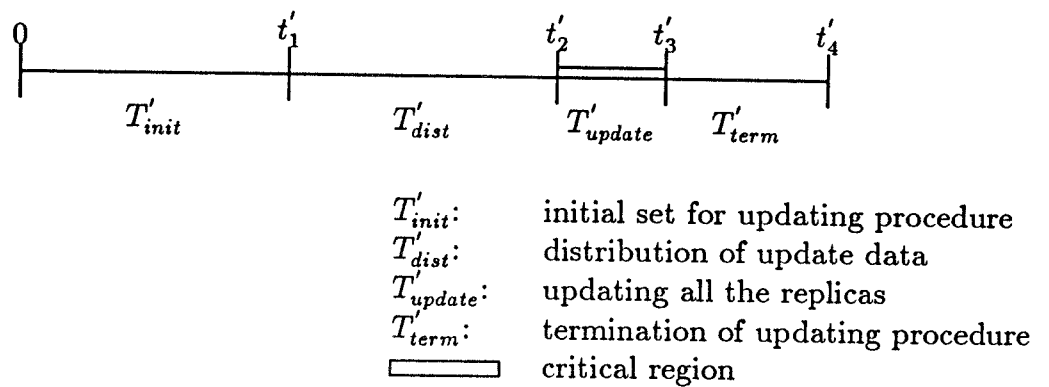 0 t'1 t'2 t'3 t'4
T'init T'dist T'update T'term
T'init: initial set for updating procedure
T'dist: distribution of update data
T'update: updating all the replicas
T'term: termination of updating procedure
critical region